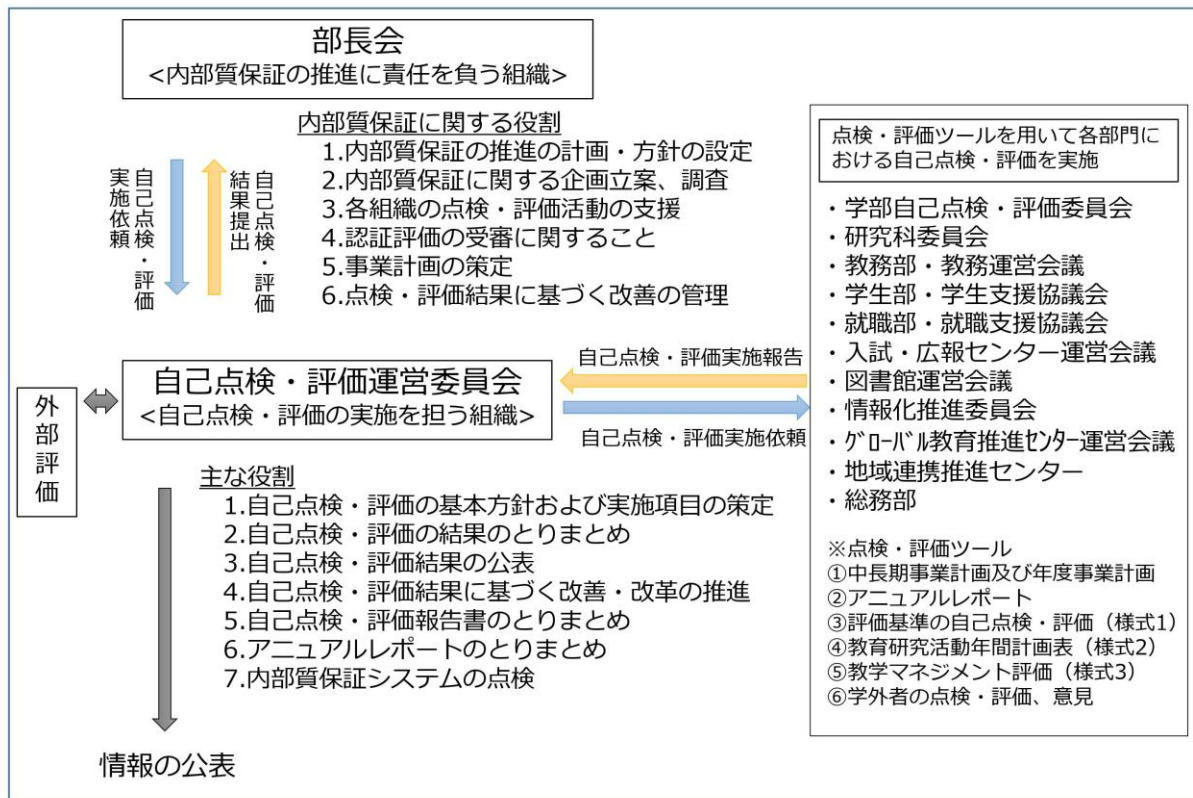 部長会
<内部質保証の推進に責任を負う組織>
内部質保証に関する役割
1.内部質保証の推進の計画・方針の設定
2.内部質保証に関する企画立案、調査
3.各組織の点検・評価活動の支援
4.認証評価の受審に関すること
5.事業計画の策定
6.点検・評価結果に基づく改善の管理
自己点検・評価
実施依頼
自己点検・評価
結果提出
自己点検・評価運営委員会
<自己点検・評価の実施を担う組織>
外部評価
自己点検・評価実施報告
自己点検・評価実施依頼
主な役割
1.自己点検・評価の基本方針および実施項目の策定
2.自己点検・評価の結果のとりまとめ
3.自己点検・評価結果の公表
4.自己点検・評価結果に基づく改善・改革の推進
5.自己点検・評価報告書のとりまとめ
6.アニュアルレポートのとりまとめ
7.内部質保証システムの点検
情報の公表
点検・評価ツールを用いて各部門に
おける自己点検・評価を実施
・学部自己点検・評価委員会
・研究科委員会
・教務部・教務運営会議
・学生部・学生支援協議会
・就職部・就職支援協議会
・入試・広報センター運営会議
・図書館運営会議
・情報化推進委員会
・グローバル教育推進センター運営会議
・地域連携推進センター
・総務部
※点検・評価ツール
①中長期事業計画及び年度事業計画
②アニュアルレポート
③評価基準の自己点検・評価（様式1）
④教育研究活動年間計画表（様式2）
⑤教学マネジメント評価（様式3）
⑥学外者の点検・評価、意見